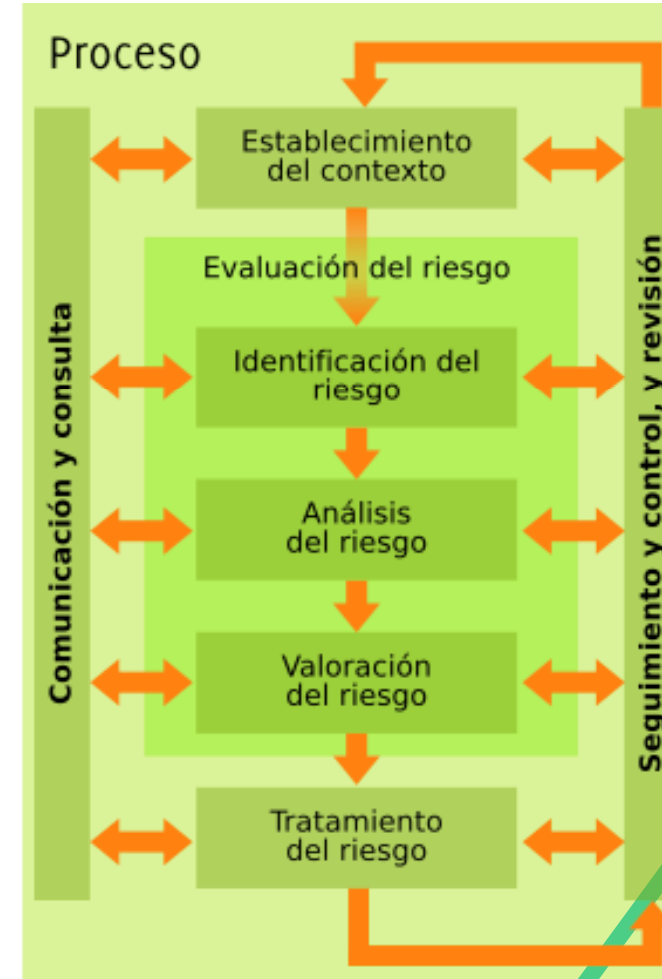 Proceso
Establecimiento
del contexto
Evaluación del riesgo
Identificación del
riesgo
Análisis
del riesgo
Valoración
del riesgo
Tratamiento
del riesgo
Comunicación y consulta
Seguimiento y control, y revisión